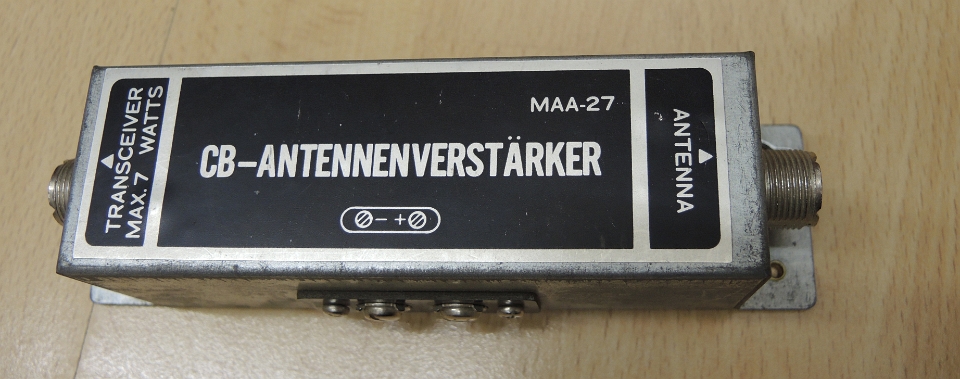 TRANSCEIVER
MAX. 7 WATTS
MAA-27
CB-ANTENNENVERSTÄRKER
- +
ANTENNA